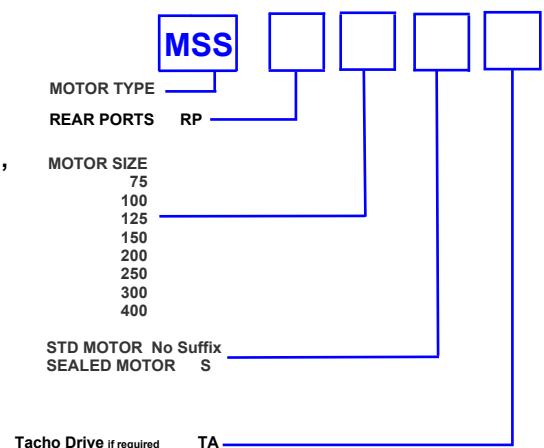 MSS
MOTOR TYPE
REAR PORTS RP
, MOTOR SIZE
75
100
125
150
200
250
300
400
STD MOTOR No Suffix
SEALED MOTOR S
Tacho Drive if required TA